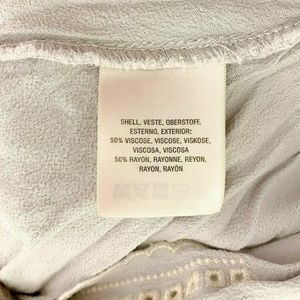 SHELL, VESTE, OBERSTOFF,
ESTERNO, EXTERIOR:
50% VISCOSE, VISCOSE, VISKOSE,
VISCOSA, VISCOSA
50% RAYON, RAYONNE, REYON,
RAYON, RAYÓN